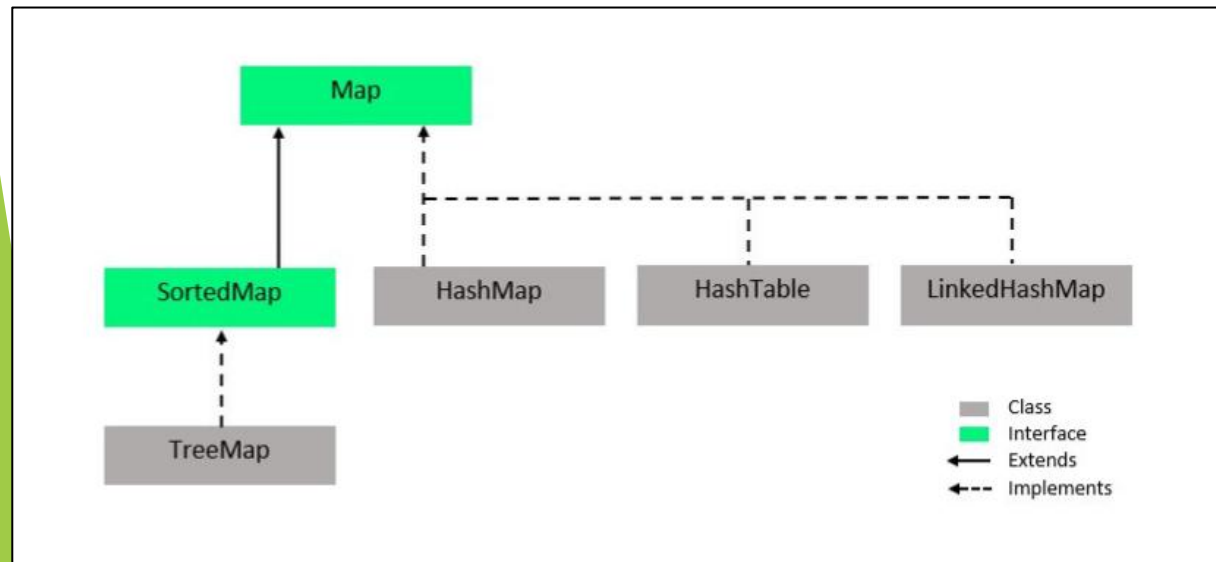 Map
SortedMap
HashMap
HashTable
LinkedHashMap
TreeMap
Class
Interface
Extends
Implements